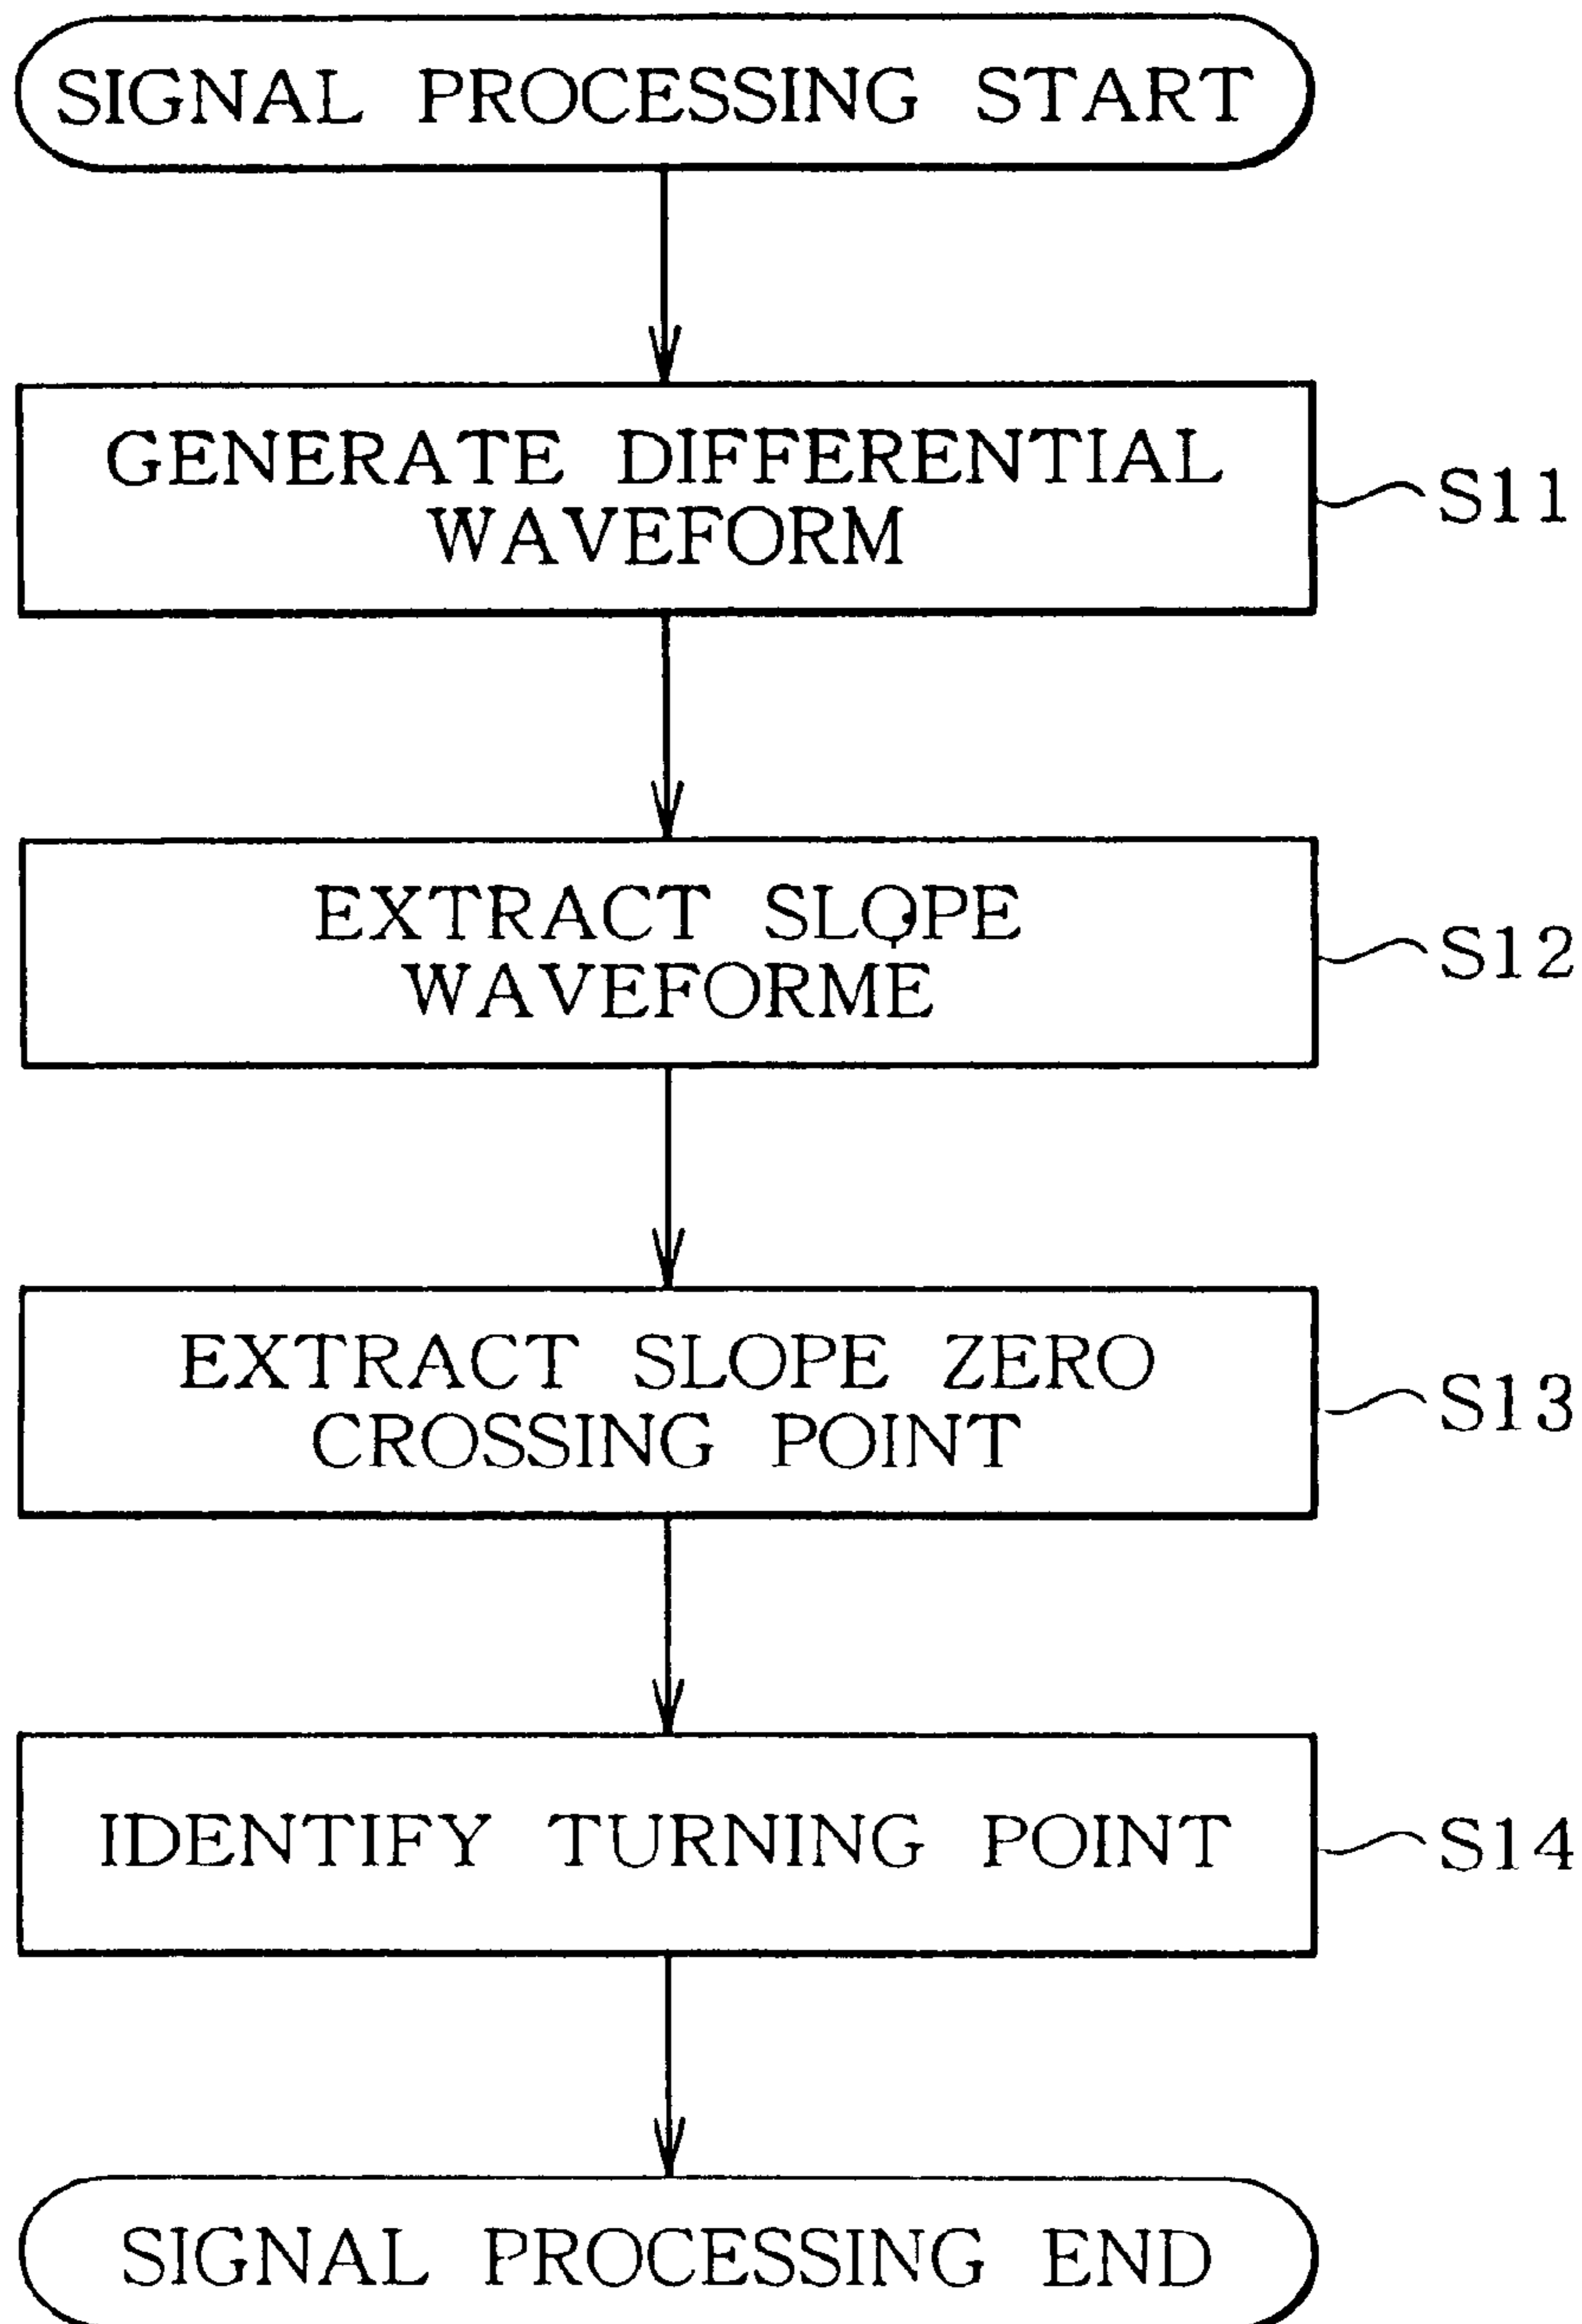 SIGNAL PROCESSING START
GENERATE DIFFERENTIAL
WAVEFORM
S11
EXTRACT SLOPE
WAVEFORME
S12
EXTRACT SLOPE ZERO
CROSSING POINT
S13
IDENTIFY TURNING POINT
S14
SIGNAL PROCESSING END